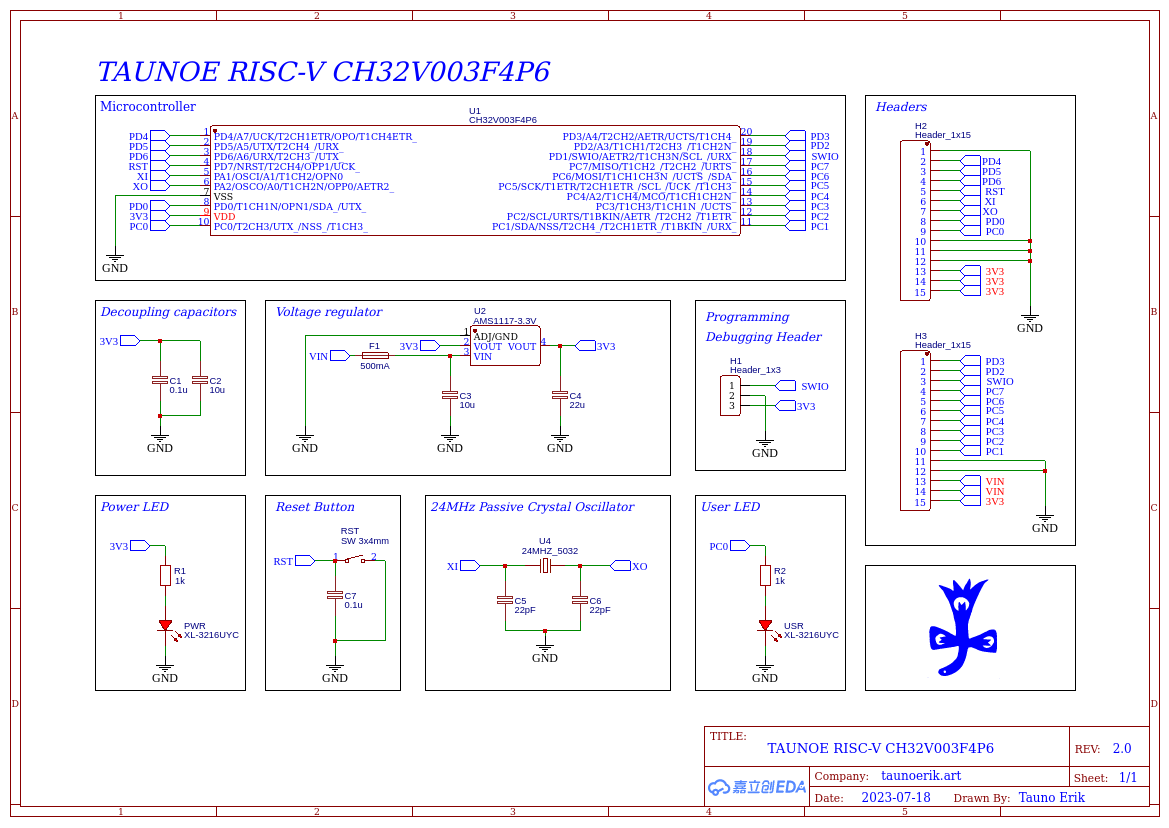 1 2 3 4 5
TAUNOE RISC-V CH32V003F4P6
A A
B B
C C
D D
Microcontroller
U1
CH32V003F4P6
PD4 1 PD4/A7/UCK/T2CH1ETR/OPO/T1CH4ETR_
PD5 2 PD5/A5/UTX/T2CH4_/URX_
PD6 3 PD6/A6/URX/T2CH3_/UTX_
RST 4 PD7/NRST/T2CH4/OPP1/UCK_
XI 5 PA1/OSCI/A1/T1CH2/OPN0
XO 6 PA2/OSCO/A0/T1CH2N/OPP0/AETR2_
7 VSS
PD0 8 PD0/T1CH1N/OPN1/SDA_/UTX_
3V3 9 VDD
PC0 10 PC0/T2CH3/UTX_/NSS_/T1CH3_
PD3/A4/T2CH2/AETR/UCTS/T1CH4_ 20 PD3
PD2/A3/T1CH1/T2CH3_/T1CH2N_ 19 PD2
PD1/SWIO/AETR2/T1CH3N/SCL_/URX_ 18 SWIO
PC7/MISO/T1CH2_/T2CH2_/URTS_ 17 PC7
PC6/MOSI/T1CH1CH3N_/UCTS_/SDA_ 16 PC6
PC5/SCK/T1ETR/T2CH1ETR_/SCL_/UCK_/T1CH3_ 15 PC5
PC4/A2/T1CH4/MCO/T1CH1CH2N_ 14 PC4
PC3/T1CH3/T1CH1N_/UCTS_ 13 PC3
PC2/SCL/URTS/T1BKIN/AETR_/T2CH2_/T1ETR_ 12 PC2
PC1/SDA/NSS/T2CH4_/T2CH1ETR_/T1BKIN_/URX_ 11 PC1
GND
Headers
H2
Header_1x15
1
2 PD4
3 PD5
4 PD6
5 RST
6 XI
7 XO
8 PD0
9 PC0
10
11
12
13 3V3
14 3V3
15 3V3
GND
H3
Header_1x15
1 PD3
2 PD2
3 SWIO
4 PC7
5 PC6
6 PC5
7 PC4
8 PC3
9 PC2
10 PC1
11
12
13 VIN
14 VIN
15 3V3
GND
Decoupling capacitors
3V3
C1
0.1u
C2
10u
GND
Voltage regulator
U2
AMS1117-3.3V
1 ADJ/GND
3V3 2 VOUT VOUT 4 3V3
3 VIN
VIN
F1
500mA
C3
10u
C4
22u
GND GND GND
Programming
Debugging Header
H1
Header_1x3
1 SWIO
2
3 3V3
GND
Power LED
3V3
R1
1k
PWR
XL-3216UYC
GND
Reset Button
RST
SW 3x4mm
RST 1 2
C7
0.1u
GND
24MHz Passive Crystal Oscillator
U4
24MHZ_5032
XI XO
C5
22pF
C6
22pF
GND
User LED
PC0
R2
1k
USR
XL-3216UYC
GND
TITLE:
TAUNOE RISC-V CH32V003F4P6
REV: 2.0
嘉立创EDA
Company: taunoerik.art
Sheet: 1/1
Date: 2023-07-18 Drawn By: Tauno Erik
1 2 3 4 5